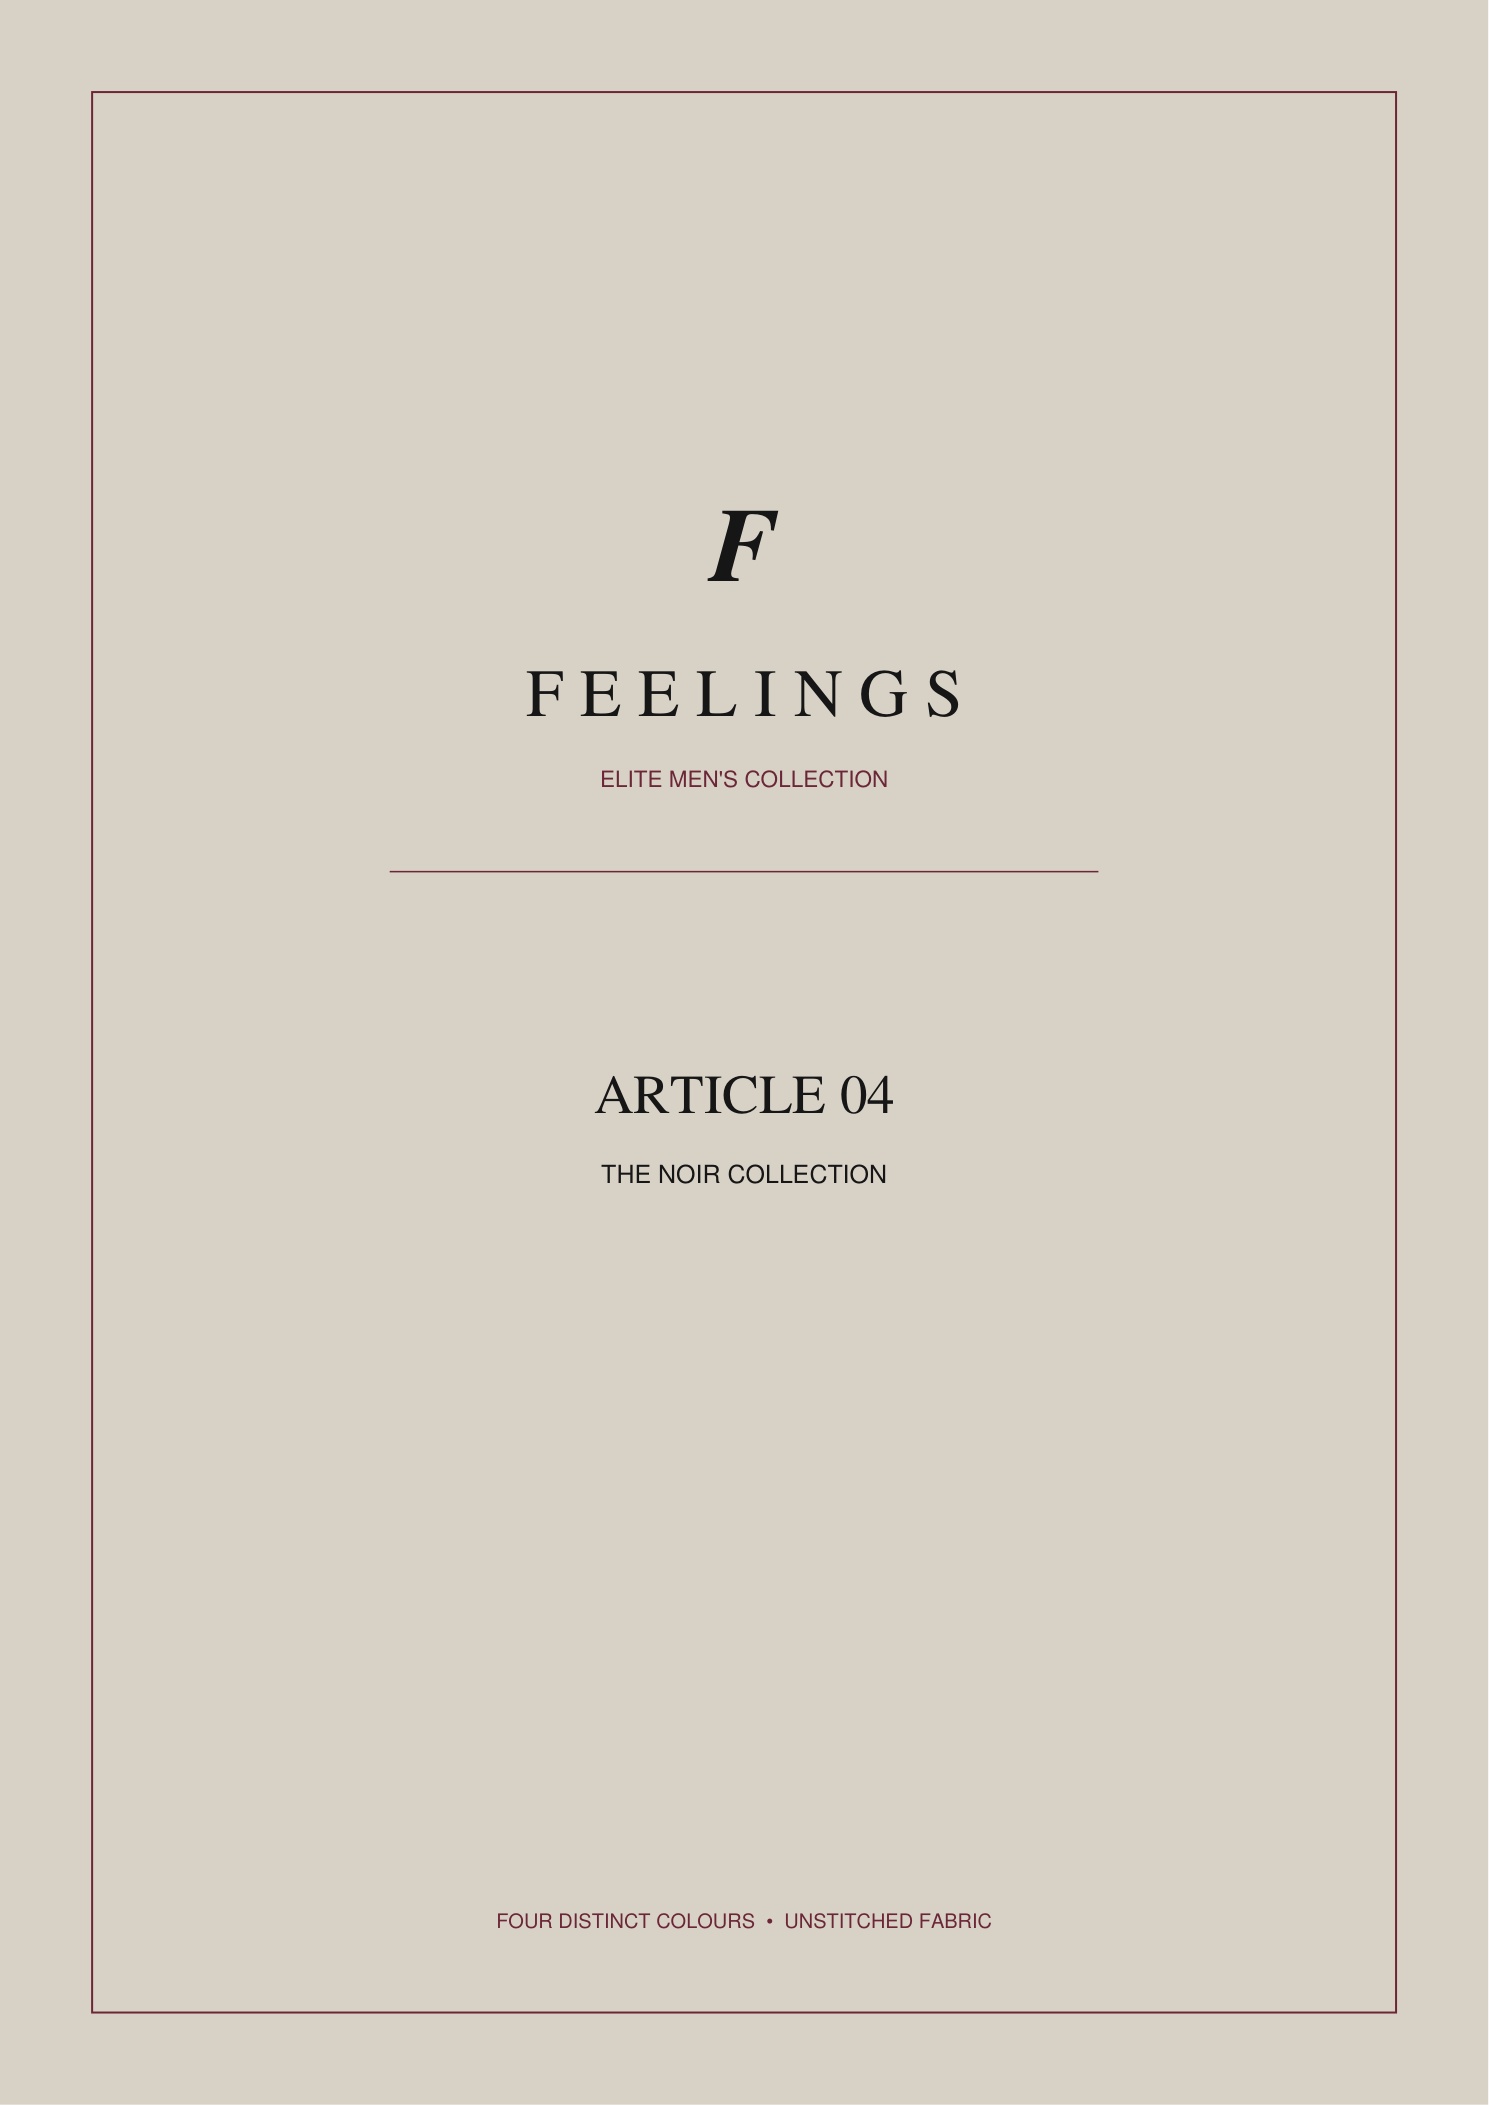 F
FEELINGS
ELITE MEN'S COLLECTION
ARTICLE 04
THE NOIR COLLECTION
FOUR DISTINCT COLOURS • UNSTITCHED FABRIC